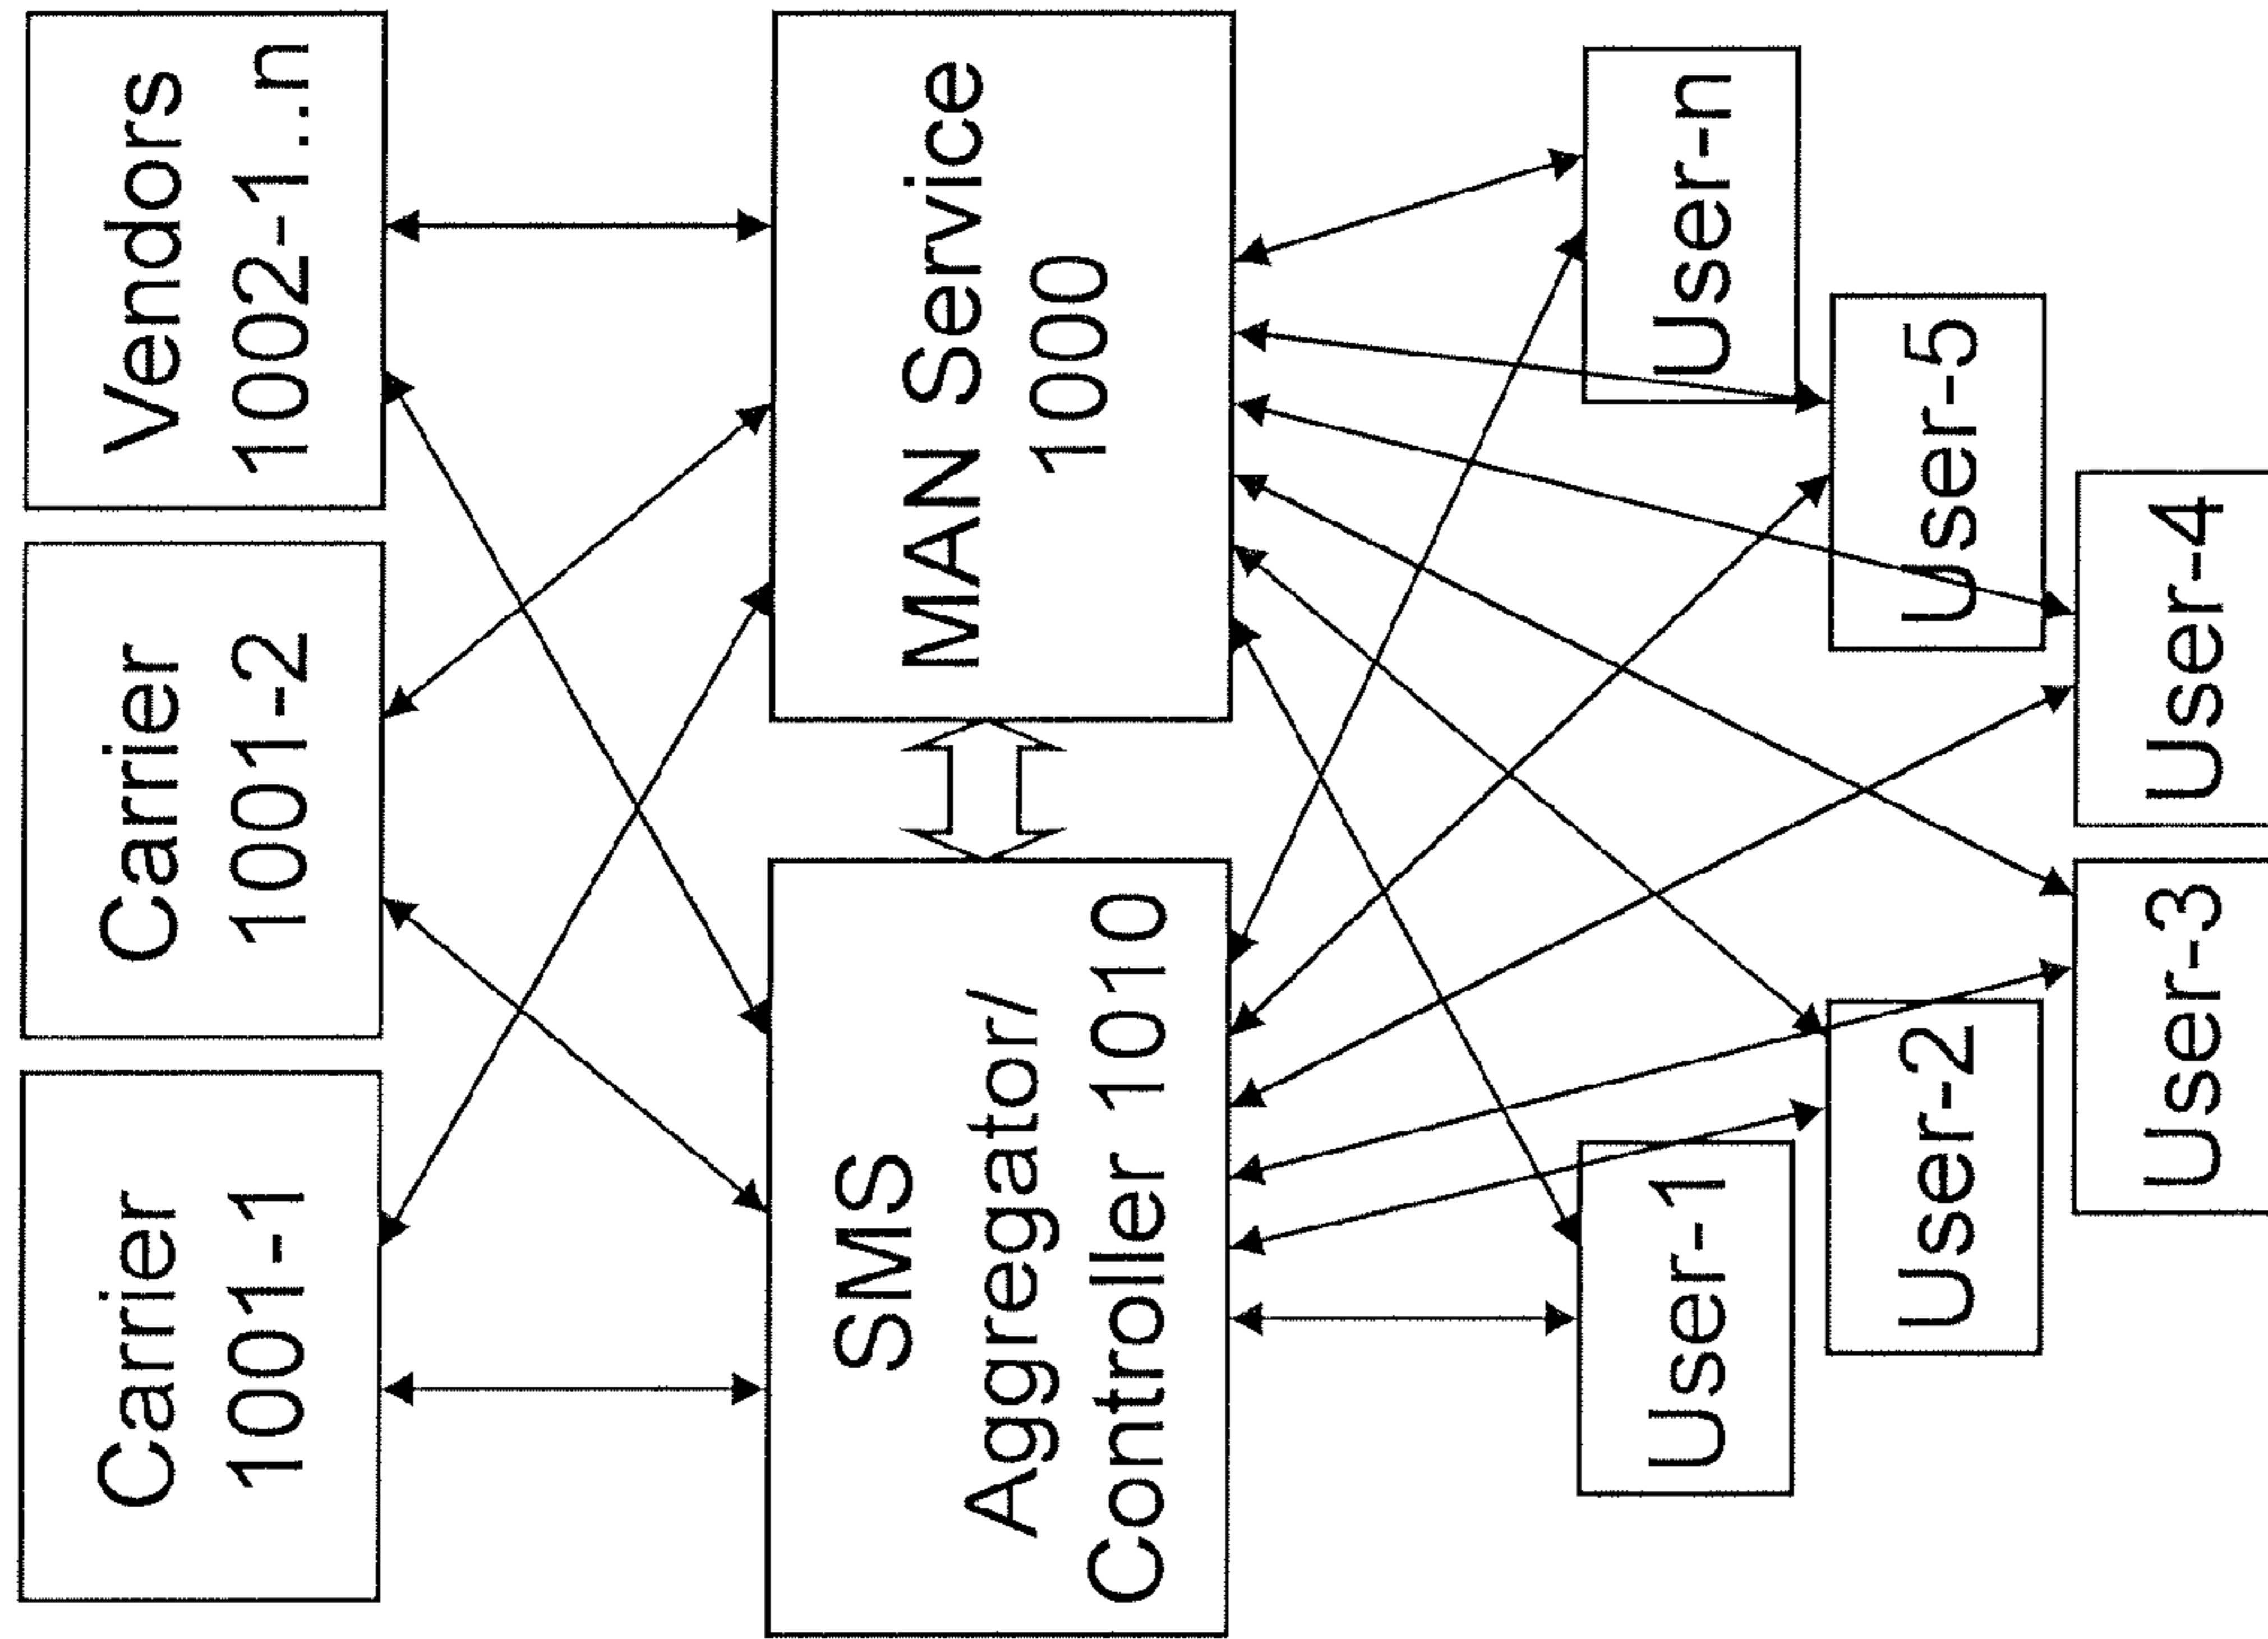 Carrier
1001-1
Carrier
1001-2
Vendors
1002-1..n
SMS
Aggregator/
Controller 1010
MAN Service
1000
User-1
User-2
User-3
User-4
User-5
User-n